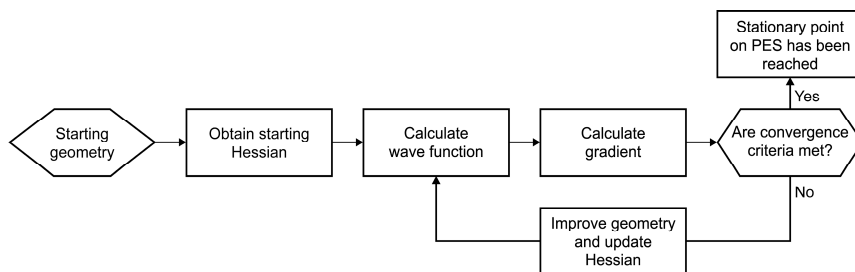 Stationary point
on PES has been
reached
Yes
Starting
geometry
Obtain starting
Hessian
Calculate
wave function
Calculate
gradient
Are convergence
criteria met?
No
Improve geometry
and update
Hessian